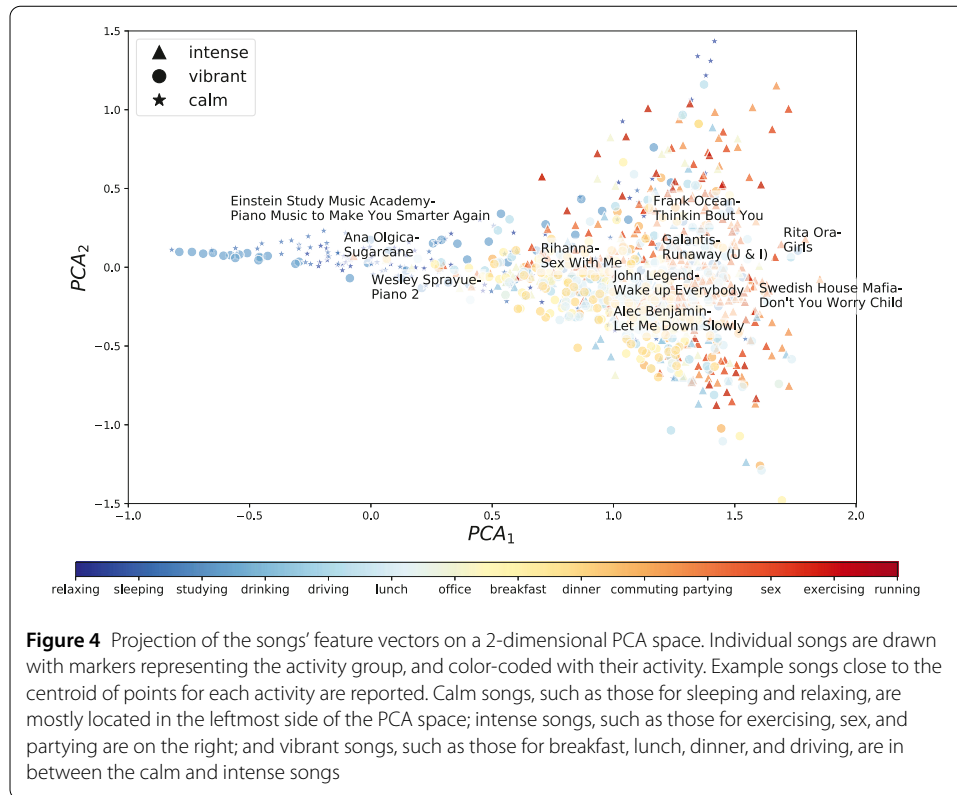 1.5
1.0
0.5
0.0
−0.5
−1.0
−1.5
PCA2
intense
vibrant
calm
Einstein Study Music Academy-
Piano Music to Make You Smarter Again
Ana Olgica-
Sugarcane
Wesley Sprayue-
Piano 2
Rihanna-
Sex With Me
Frank Ocean-
Thinkin Bout You
Galantis-
Runaway (U & I)
Rita Ora-
Girls
John Legend-
Wake up Everybody
Swedish House Mafia-
Don't You Worry Child
Alec Benjamin-
Let Me Down Slowly
−1.0 −0.5 0.0 0.5 1.0 1.5 2.0
PCA1
relaxing sleeping studying drinking driving lunch office breakfast dinner commuting partying sex exercising running
Figure 4 Projection of the songs' feature vectors on a 2-dimensional PCA space. Individual songs are drawn
with markers representing the activity group, and color-coded with their activity. Example songs close to the
centroid of points for each activity are reported. Calm songs, such as those for sleeping and relaxing, are
mostly located in the leftmost side of the PCA space; intense songs, such as those for exercising, sex, and
partying are on the right; and vibrant songs, such as those for breakfast, lunch, dinner, and driving, are in
between the calm and intense songs